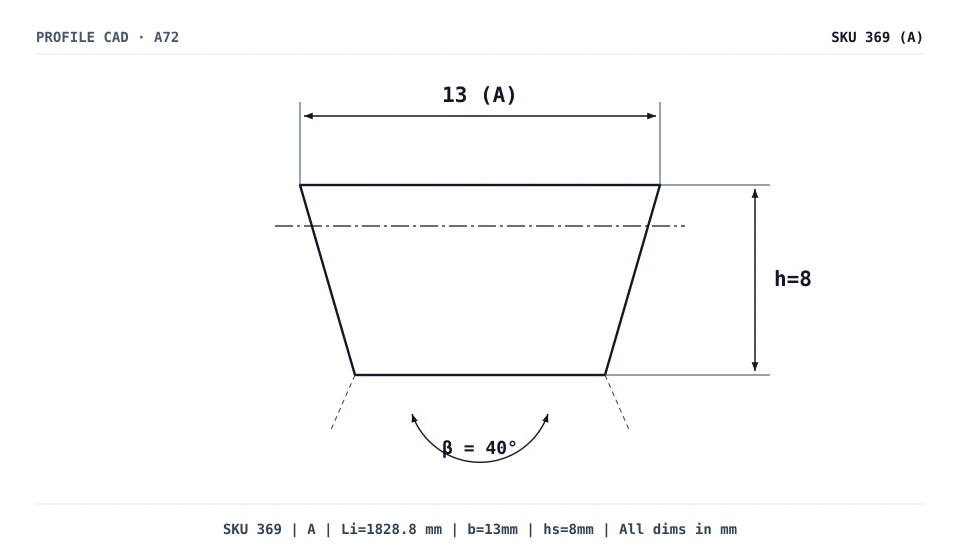 PROFILE CAD · A72
SKU 369 (A)
13 (A)
h=8
β = 40°
SKU 369 | A | Li=1828.8 mm | b=13mm | hs=8mm | All dims in mm